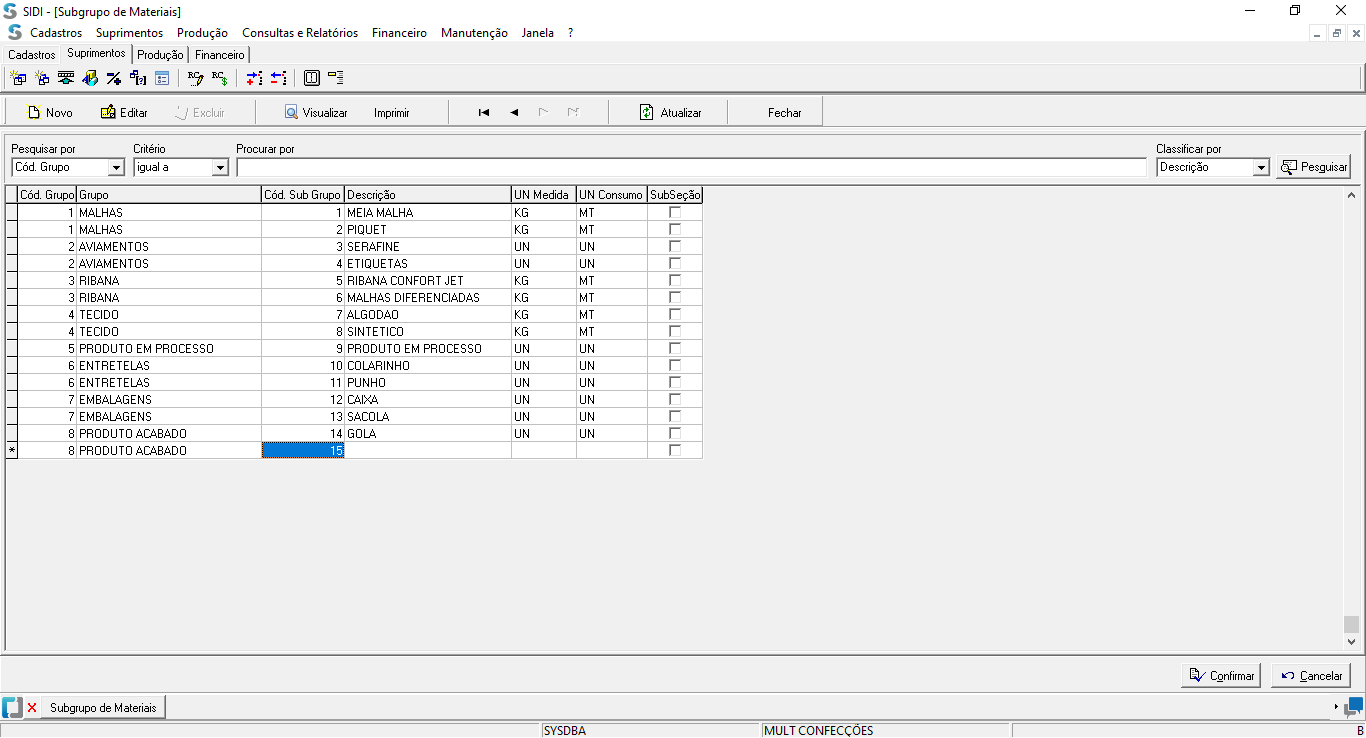 SIDI - [Subgrupo de Materiais]
Cadastros Suprimentos Produção Consultas e Relatórios Financeiro Manutenção Janela ?
Cadastros Suprimentos Produção Financeiro
Novo Editar Excluir Visualizar Imprimir Atualizar Fechar
Pesquisar por Critério Procurar por Classificar por
Cód. Grupo igual a Descrição Pesquisar
Cód. Grupo Grupo Cód. Sub Grupo Descrição UN Medida UN Consumo SubSeção
1 MALHAS 1 MEIA MALHA KG MT
1 MALHAS 2 PIQUET KG MT
2 AVIAMENTOS 3 SERAFINE UN UN
2 AVIAMENTOS 4 ETIQUETAS UN UN
3 RIBANA 5 RIBANA CONFORT JET KG MT
3 RIBANA 6 MALHAS DIFERENCIADAS KG MT
4 TECIDO 7 ALGODAO KG MT
4 TECIDO 8 SINTETICO KG MT
5 PRODUTO EM PROCESSO 9 PRODUTO EM PROCESSO UN UN
6 ENTRETELAS 10 COLARINHO UN UN
6 ENTRETELAS 11 PUNHO UN UN
7 EMBALAGENS 12 CAIXA UN UN
7 EMBALAGENS 13 SACOLA UN UN
8 PRODUTO ACABADO 14 GOLA UN UN
* 8 PRODUTO ACABADO 15
Confirmar Cancelar
Subgrupo de Materiais
SYSDBA MULT CONFECÇÕES B